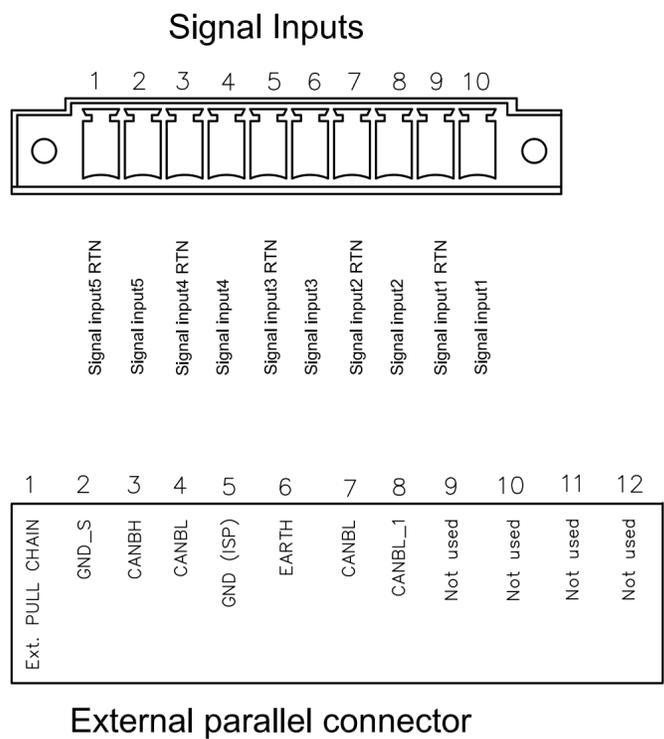 Signal Inputs
1 2 3 4 5 6 7 8 9 10
Signal input5 RTN
Signal input5
Signal input4 RTN
Signal input4
Signal input3 RTN
Signal input3
Signal input2 RTN
Signal input2
Signal input1 RTN
Signal input1
1 2 3 4 5 6 7 8 9 10 11 12
Ext. PULL CHAIN
GND_S
CANBH
CANBL
GND (ISP)
EARTH
CANBL
CANBL_1
Not used
Not used
Not used
Not used
External parallel connector